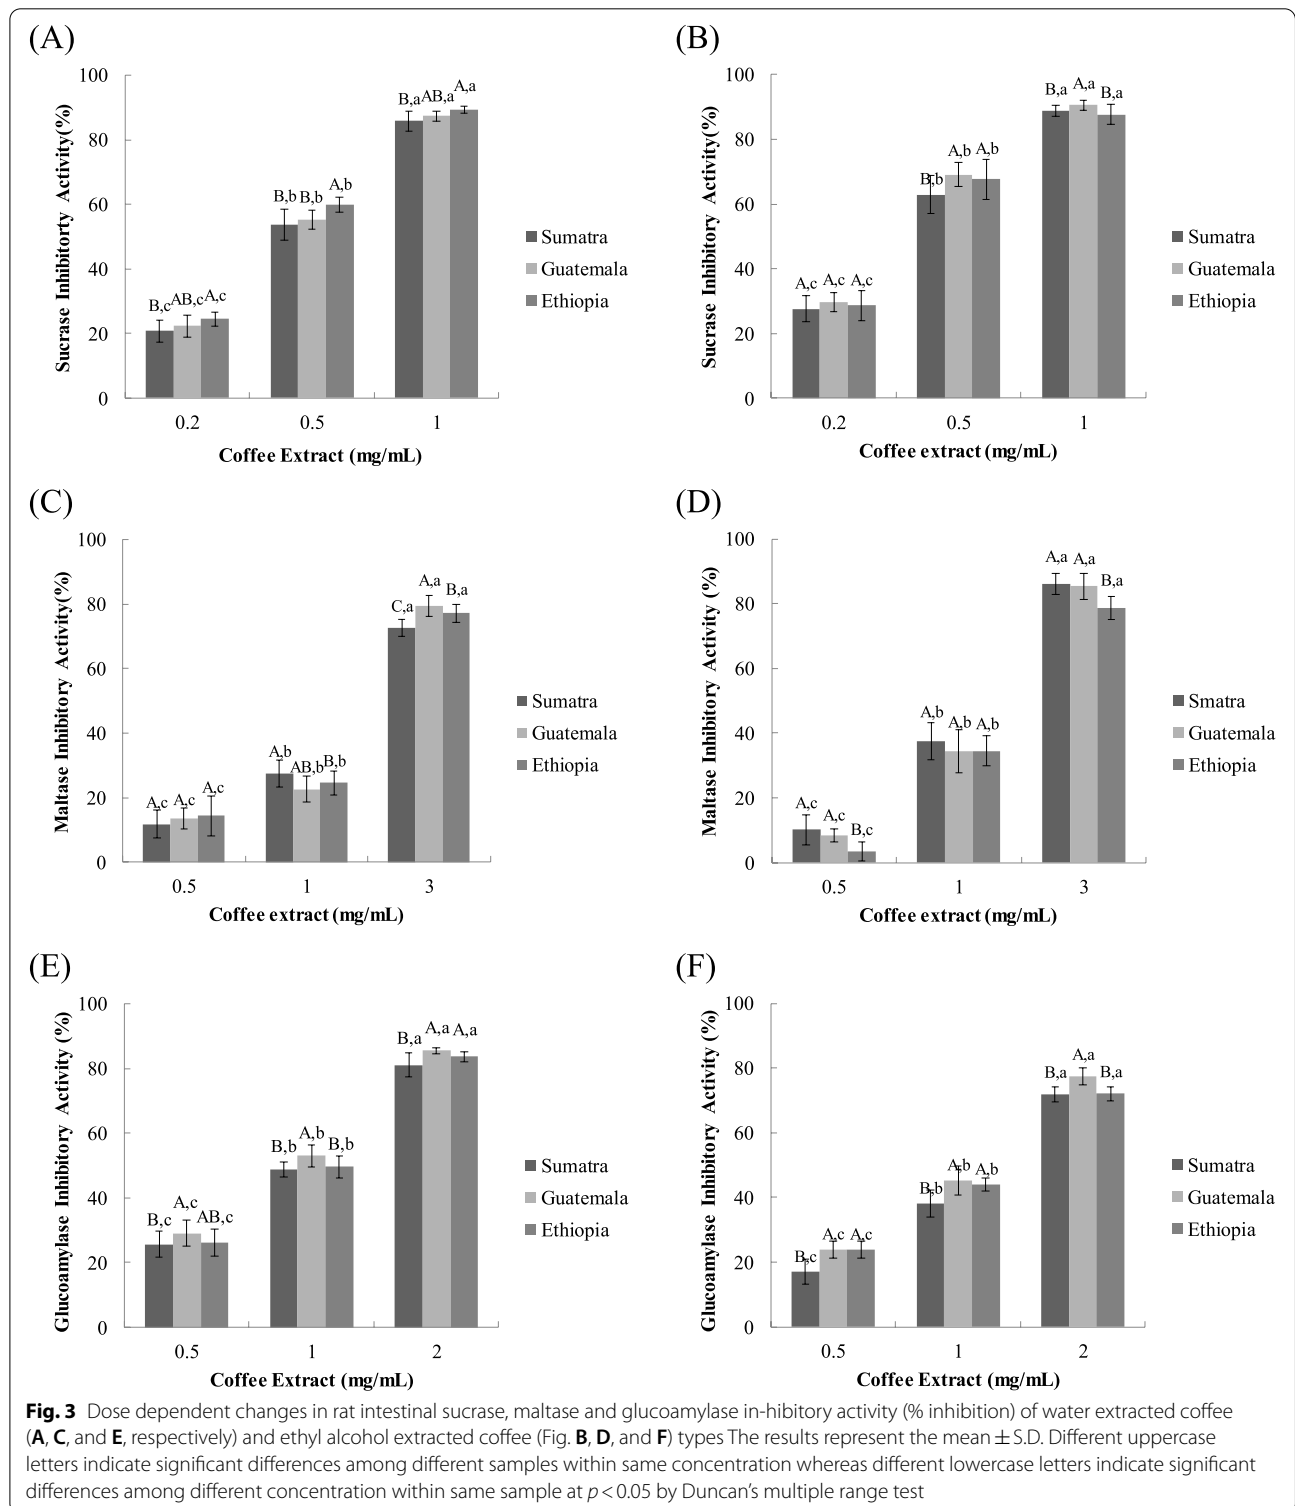 (A)
Sucrase Inhibitorty Activity(%)
100
80
60
40
20
0
B,c AB,c A,c
B,b B,b A,b
B,a AB,a A,a
0.2 0.5 1
Coffee Extract (mg/mL)
Sumatra
Guatemala
Ethiopia
(B)
Sucrase Inhibitory Activity(%)
100
80
60
40
20
0
A,c A,c A,c
B,b A,b A,b
B,a A,a B,a
0.2 0.5 1
Coffee extract (mg/mL)
Sumatra
Guatemala
Ethiopia
(C)
Maltase Inhibitory Activity(%)
100
80
60
40
20
0
A,c A,c A,c
A,b AB,b B,b
C,a A,a B,a
0.5 1 3
Coffee extract (mg/mL)
Sumatra
Guatemala
Ethiopia
(D)
Maltase Inhibitory Activity (%)
100
80
60
40
20
0
A,c A,c B,c
A,b A,b A,b
A,a A,a B,a
0.5 1 3
Coffee extract (mg/mL)
Smatra
Guatemala
Ethiopia
(E)
Glucoamylase Inhibitory Activity (%)
100
80
60
40
20
0
B,c A,c AB,c
B,b A,b B,b
B,a A,a A,a
0.5 1 2
Coffee Extract (mg/mL)
Sumatra
Guatemala
Ethiopia
(F)
Glucoamylase Inhibitory Activity (%)
100
80
60
40
20
0
B,c A,c A,c
B,b A,b A,b
B,a A,a B,a
0.5 1 2
Coffee Extract (mg/mL)
Sumatra
Guatemala
Ethiopia
Fig. 3 Dose dependent changes in rat intestinal sucrase, maltase and glucoamylase in-hibitory activity (% inhibition) of water extracted coffee
(A, C, and E, respectively) and ethyl alcohol extracted coffee (Fig. B, D, and F) types The results represent the mean ± S.D. Different uppercase
letters indicate significant differences among different samples within same concentration whereas different lowercase letters indicate significant
differences among different concentration within same sample at p < 0.05 by Duncan's multiple range test